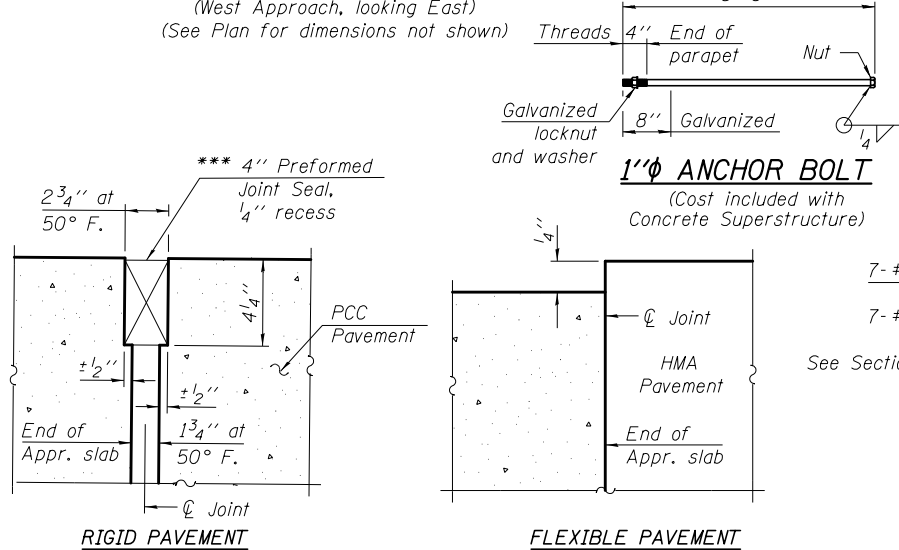 (West Approach, looking East)
(See Plan for dimensions not shown)
Threads 4" End of
parapet
Nut
Galvanized
locknut
and washer
8" Galvanized
1/4
1"ϕ ANCHOR BOLT
(Cost included with
Concrete Superstructure)
*** 4" Preformed
Joint Seal,
1/4" recess
2 3/4" at
50° F.
4 1/4"
PCC
Pavement
±1/2"
±1/2"
End of
Appr. slab
1 3/4" at
50° F.
℄ Joint
RIGID PAVEMENT
1/4"
℄ Joint
HMA
Pavement
End of
Appr. slab
FLEXIBLE PAVEMENT
7- #
7- #
See Sectio